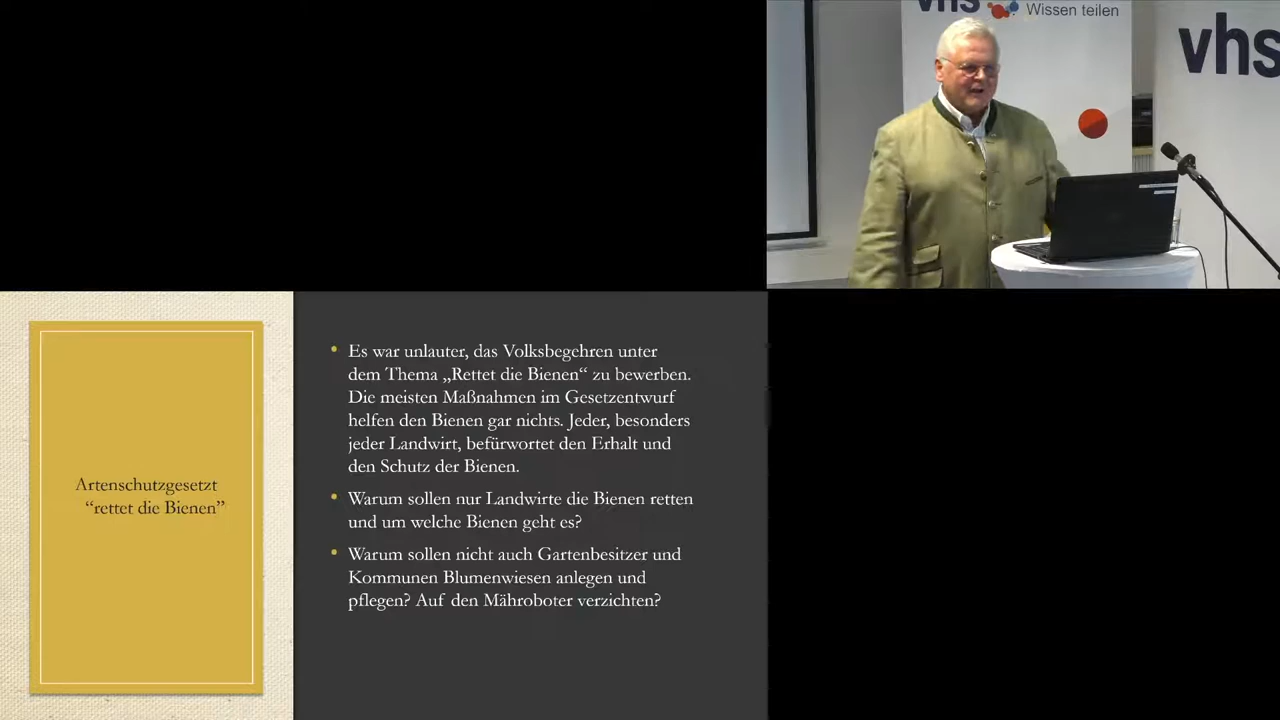 vhs
Wissen teilen
vhs
Artenschutzgesetzt
“rettet die Bienen”
• Es war unlauter, das Volksbegehren unter
dem Thema „Rettet die Bienen“ zu bewerben.
Die meisten Maßnahmen im Gesetzentwurf
helfen den Bienen gar nichts. Jeder, besonders
jeder Landwirt, befürwortet den Erhalt und
den Schutz der Bienen.
• Warum sollen nur Landwirte die Bienen retten
und um welche Bienen geht es?
• Warum sollen nicht auch Gartenbesitzer und
Kommunen Blumenwiesen anlegen und
pflegen? Auf den Mähroboter verzichten?